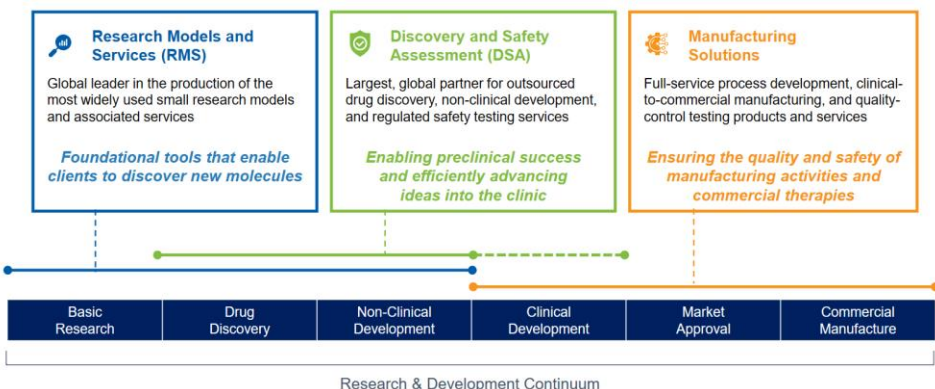 Research Models and
Services (RMS)
Global leader in the production of the
most widely used small research models
and associated services
Foundational tools that enable
clients to discover new molecules
Discovery and Safety
Assessment (DSA)
Largest, global partner for outsourced
drug discovery, non-clinical development,
and regulated safety testing services
Enabling preclinical success
and efficiently advancing
ideas into the clinic
Manufacturing
Solutions
Full-service process development, clinical-
to-commercial manufacturing, and quality-
control testing products and services
Ensuring the quality and safety of
manufacturing activities and
commercial therapies
Basic
Research
Drug
Discovery
Non-Clinical
Development
Clinical
Development
Market
Approval
Commercial
Manufacture
Research & Development Continuum